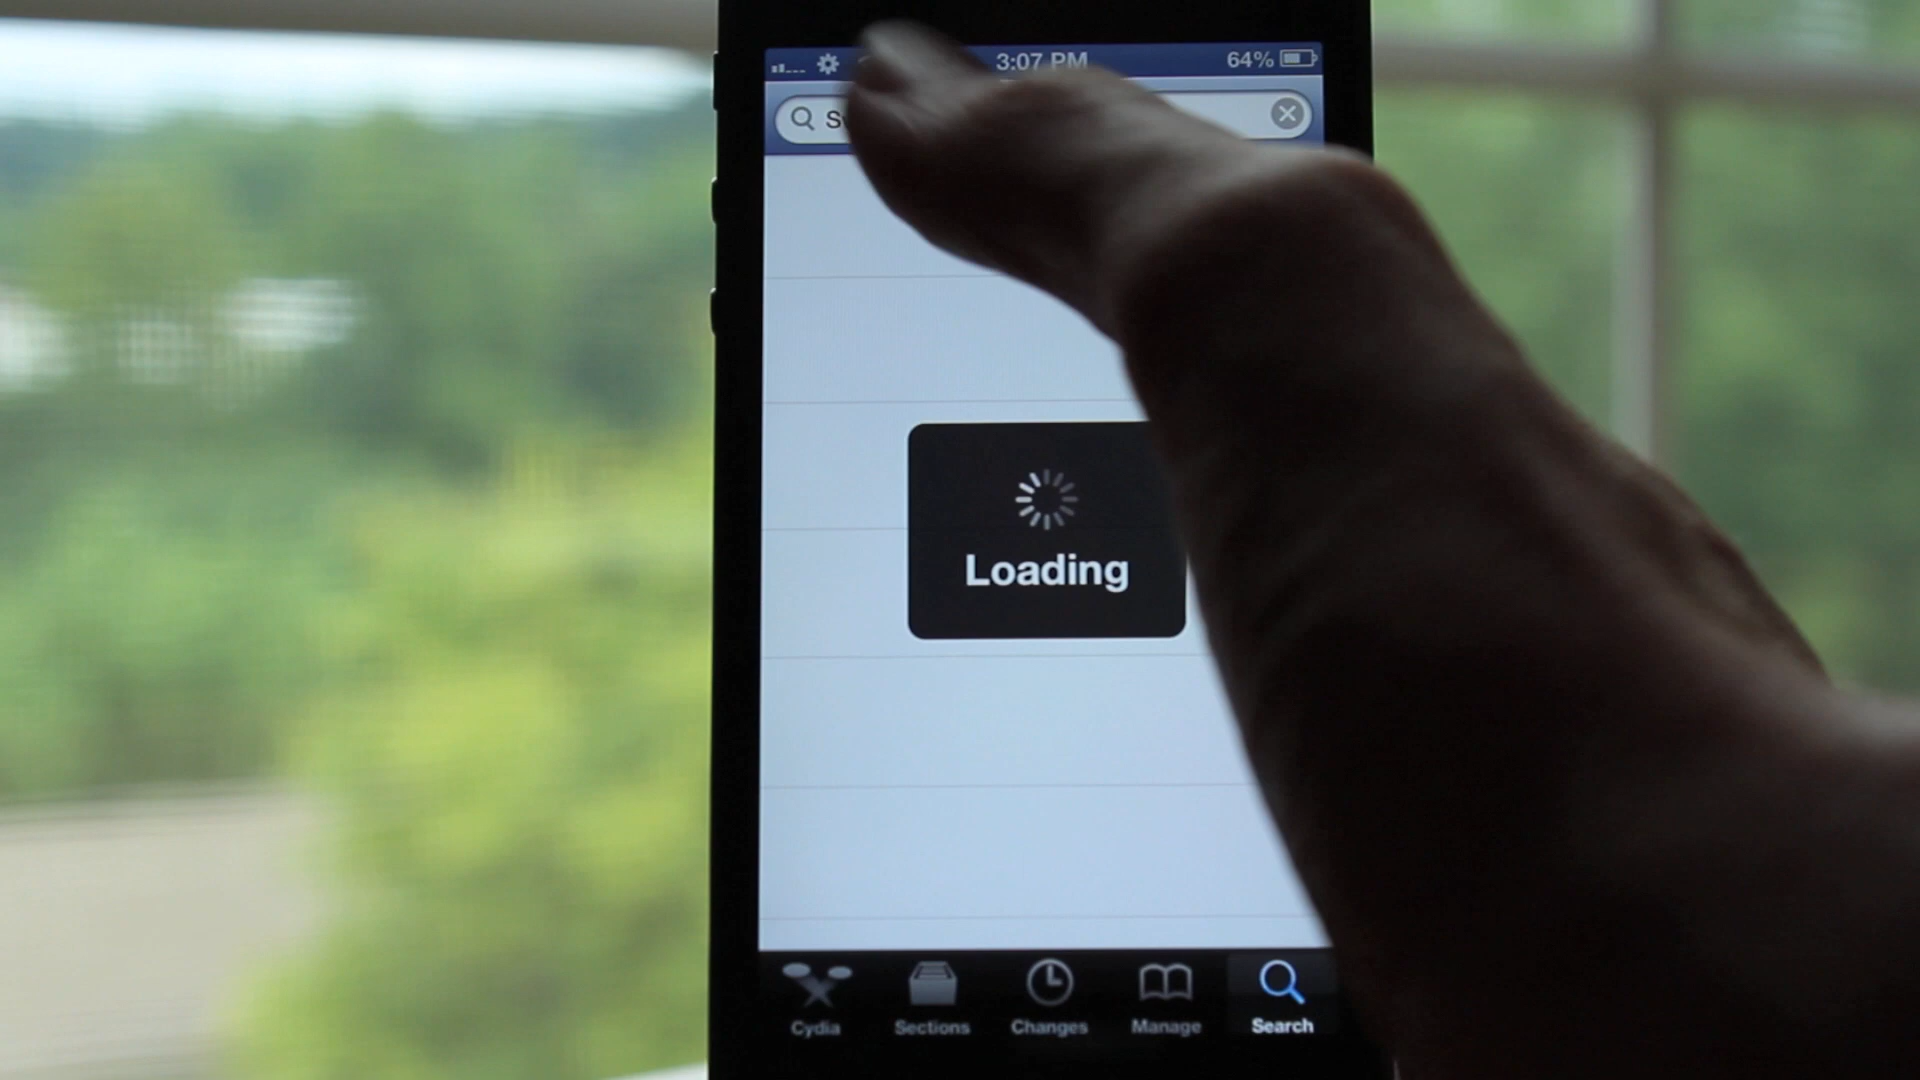 3:07 PM
64%
Loading
Cydia
Sections
Changes
Manage
Search